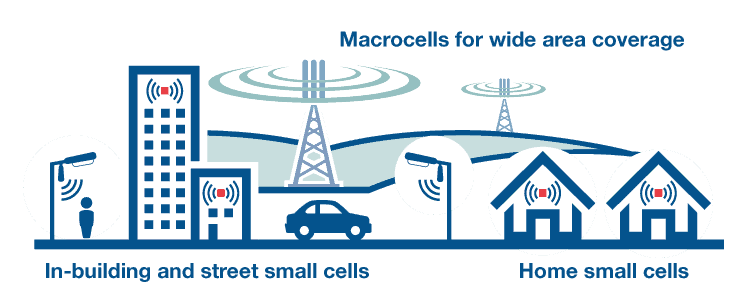 Macrocells for wide area coverage
In-building and street small cells
Home small cells